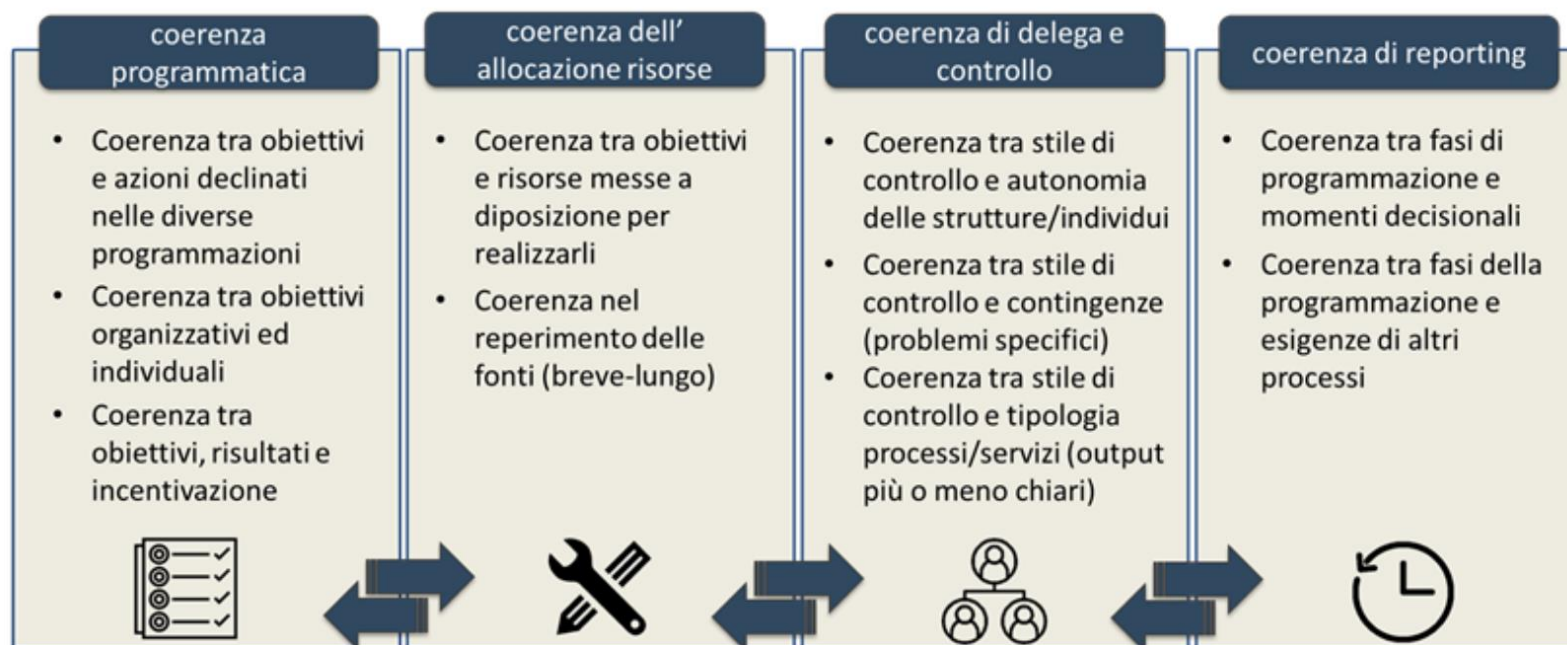 coerenza
programmatica
• Coerenza tra obiettivi
e azioni declinati
nelle diverse
programmazioni
• Coerenza tra obiettivi
organizzativi ed
individuali
• Coerenza tra
obiettivi, risultati e
incentivazione
coerenza dell'
allocazione risorse
• Coerenza tra obiettivi
e risorse messe a
diposizione per
realizzarli
• Coerenza nel
reperimento delle
fonti (breve-lungo)
coerenza di delega e
controllo
• Coerenza tra stile di
controllo e autonomia
delle strutture/individui
• Coerenza tra stile di
controllo e contingenze
(problemi specifici)
• Coerenza tra stile di
controllo e tipologia
processi/servizi (output
più o meno chiari)
coerenza di reporting
• Coerenza tra fasi di
programmazione e
momenti decisionali
• Coerenza tra fasi della
programmazione e
esigenze di altri
processi